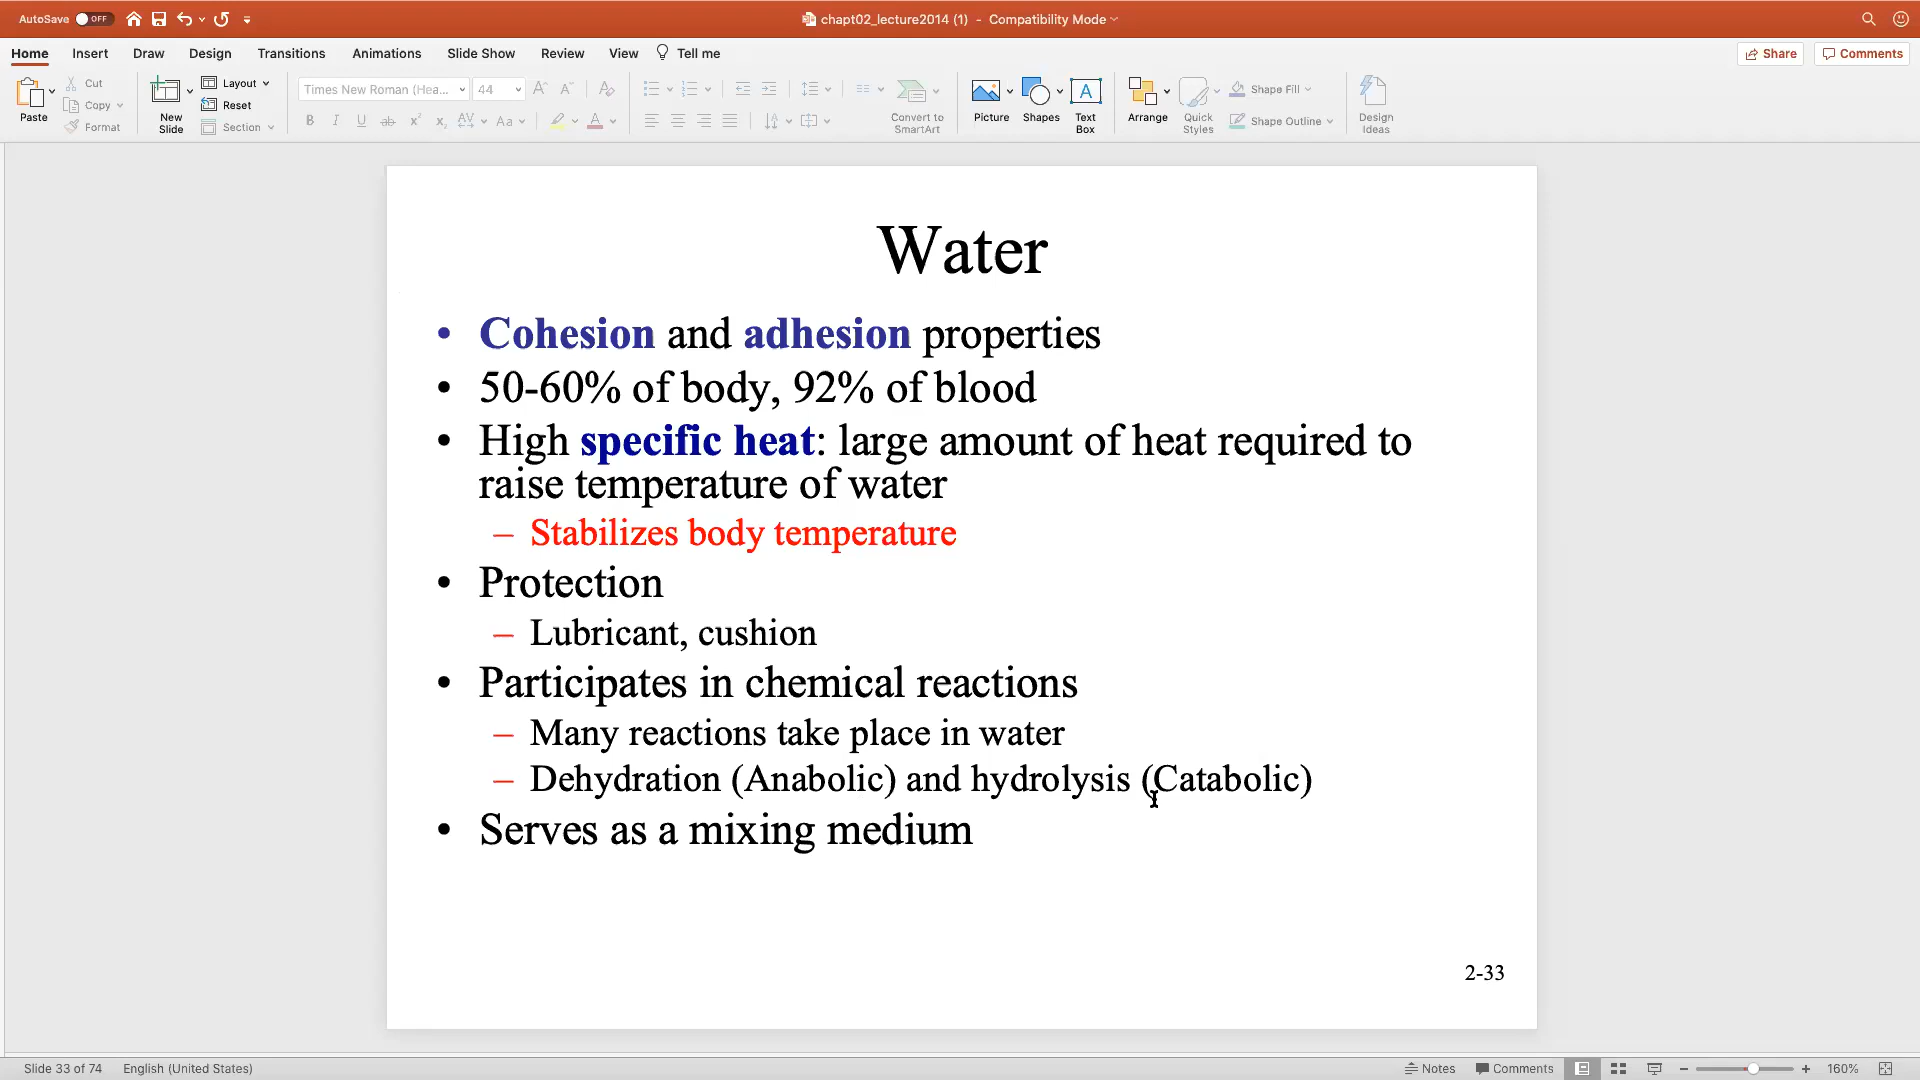 AutoSave OFF chapt02_lecture2014 (1) - Compatibility Mode
Home Insert Draw Design Transitions Animations Slide Show Review View Tell me Share Comments
Paste Cut Copy Format New Slide Layout Reset Section Times New Roman (Hea... 44 Convert to SmartArt Picture Shapes Text Box Arrange Quick Styles Shape Fill Shape Outline Design Ideas
Water
• Cohesion and adhesion properties
• 50-60% of body, 92% of blood
• High specific heat: large amount of heat required to
raise temperature of water
– Stabilizes body temperature
• Protection
– Lubricant, cushion
• Participates in chemical reactions
– Many reactions take place in water
– Dehydration (Anabolic) and hydrolysis (Catabolic)
• Serves as a mixing medium
2-33
Slide 33 of 74 English (United States) Notes Comments 160%